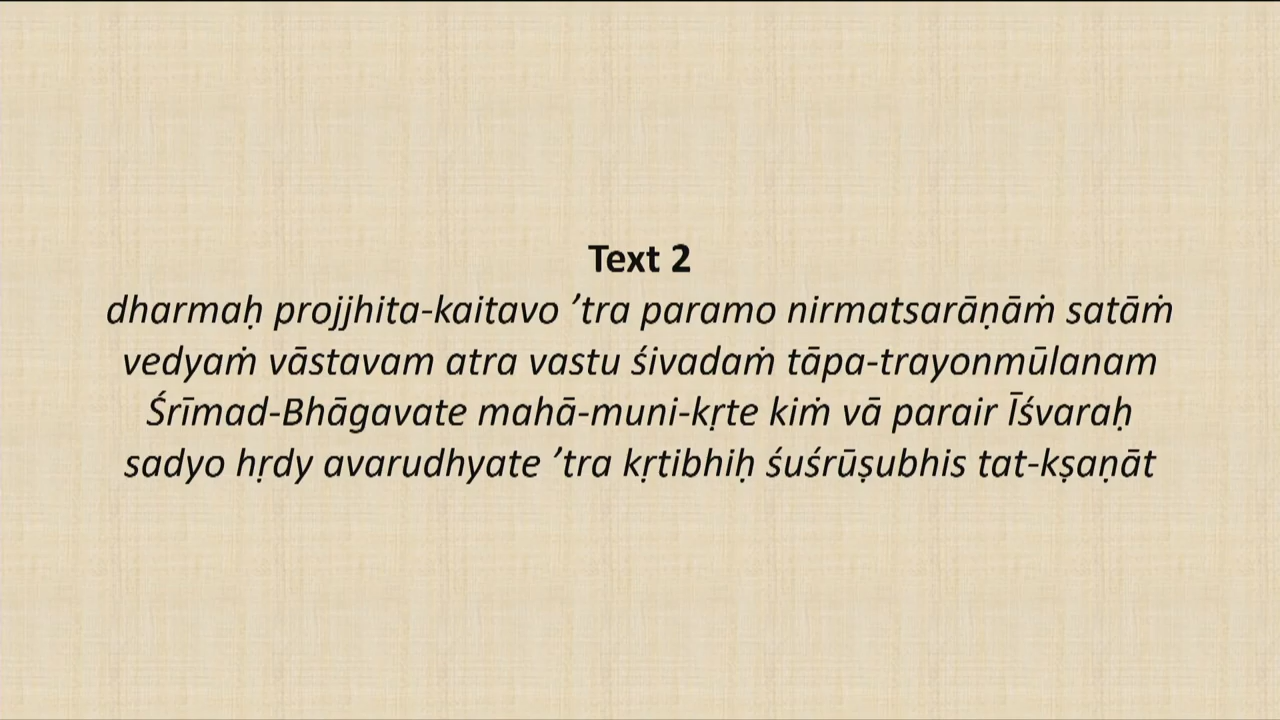 Text 2
dharmaḥ projjhita-kaitavo ’tra paramo nirmatsarāṇāṁ satāṁ
vedyaṁ vāstavam atra vastu śivadaṁ tāpa-trayonmūlanam
Śrīmad-Bhāgavate mahā-muni-kṛte kiṁ vā parair Īśvaraḥ
sadyo hṛdy avarudhyate ’tra kṛtibhiḥ śuśrūṣubhis tat-kṣaṇāt